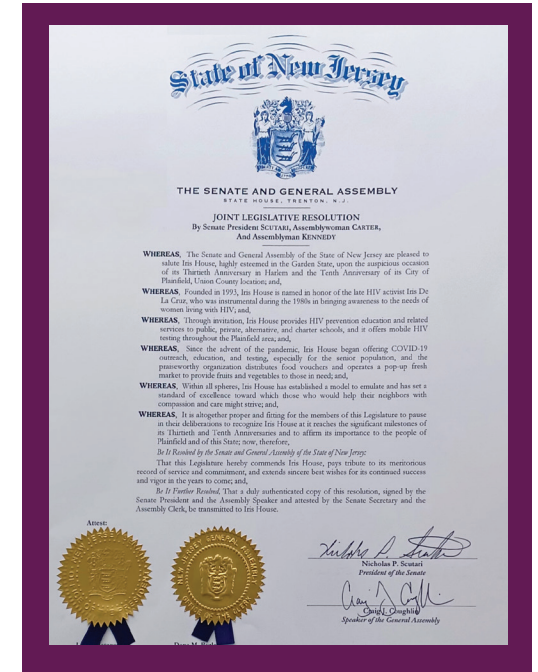 State of New Jersey
THE SENATE AND GENERAL ASSEMBLY
STATE HOUSE, TRENTON, N.J.
JOINT LEGISLATIVE RESOLUTION
By Senate President SCUTARI, Assemblywoman CARTER,
And Assemblyman KENNEDY
WHEREAS, The Senate and General Assembly of the State of New Jersey are pleased to
salute Iris House, highly esteemed in the Garden State, upon the auspicious occasion
of its Thirtieth Anniversary in Harlem and the Tenth Anniversary of its City of
Plainfield, Union County location; and,
WHEREAS, Founded in 1993, Iris House is named in honor of the late HIV activist Iris De
La Cruz, who was instrumental during the 1980s in bringing awareness to the needs of
women living with HIV; and,
WHEREAS, Through invitation, Iris House provides HIV prevention education and related
services to public, private, alternative, and charter schools, and it offers mobile HIV
testing throughout the Plainfield area; and,
WHEREAS, Since the advent of the pandemic, Iris House began offering COVID-19
outreach, education, and testing, especially for the senior population, and the
praiseworthy organization distributes food vouchers and operates a pop-up fresh
market to provide fruits and vegetables to those in need; and,
WHEREAS, Within all spheres, Iris House has established a model to emulate and has set a
standard of excellence toward which those who would help their neighbors with
compassion and care might strive; and,
WHEREAS, It is altogether proper and fitting for the members of this Legislature to pause
in their deliberations to recognize Iris House at it reaches the significant milestones of
its Thirtieth and Tenth Anniversaries and to affirm its importance to the people of
Plainfield and of this State; now, therefore,
Be It Resolved by the Senate and General Assembly of the State of New Jersey:
That this Legislature hereby commends Iris House, pays tribute to its meritorious
record of service and commitment, and extends sincere best wishes for its continued success
and vigor in the years to come; and,
Be It Further Resolved, That a duly authenticated copy of this resolution, signed by the
Senate President and the Assembly Speaker and attested by the Senate Secretary and the
Assembly Clerk, be transmitted to Iris House.
Attest:
Nicholas P. Scutari
President of the Senate
Craig J. Coughlin
Speaker of the General Assembly